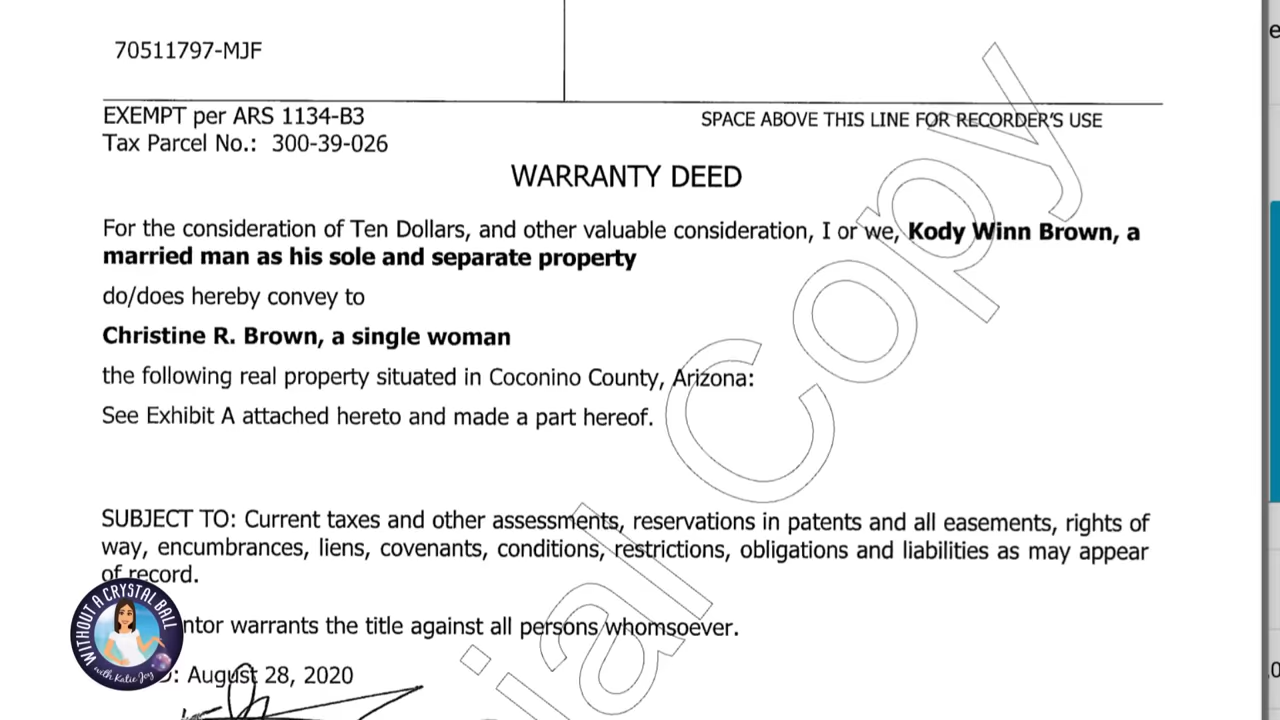 70511797-MJF
EXEMPT per ARS 1134-B3
SPACE ABOVE THIS LINE FOR RECORDER'S USE
Tax Parcel No.: 300-39-026
WARRANTY DEED
For the consideration of Ten Dollars, and other valuable consideration, I or we, Kody Winn Brown, a
married man as his sole and separate property
do/does hereby convey to
Christine R. Brown, a single woman
the following real property situated in Coconino County, Arizona:
See Exhibit A attached hereto and made a part hereof.
SUBJECT TO: Current taxes and other assessments, reservations in patents and all easements, rights of
way, encumbrances, liens, covenants, conditions, restrictions, obligations and liabilities as may appear
of record.
ntor warrants the title against all persons whomsoever.
: August 28, 2020
ial Copy
WITHOUT A CRYSTAL BALL
with Katie Joy